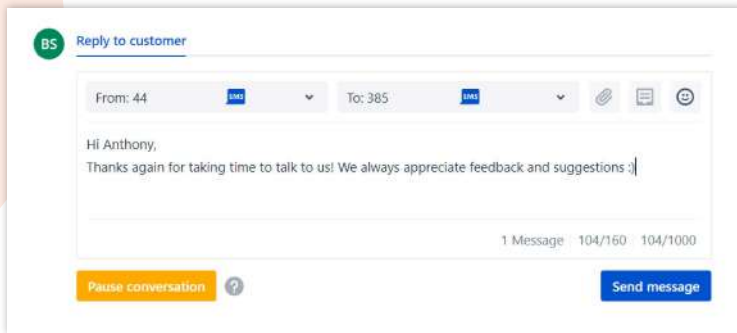 BS
Reply to customer
From: 44 SMS To: 385 SMS
Hi Anthony,
Thanks again for taking time to talk to us! We always appreciate feedback and suggestions :)
1 Message 104/160 104/1000
Pause conversation ?
Send message